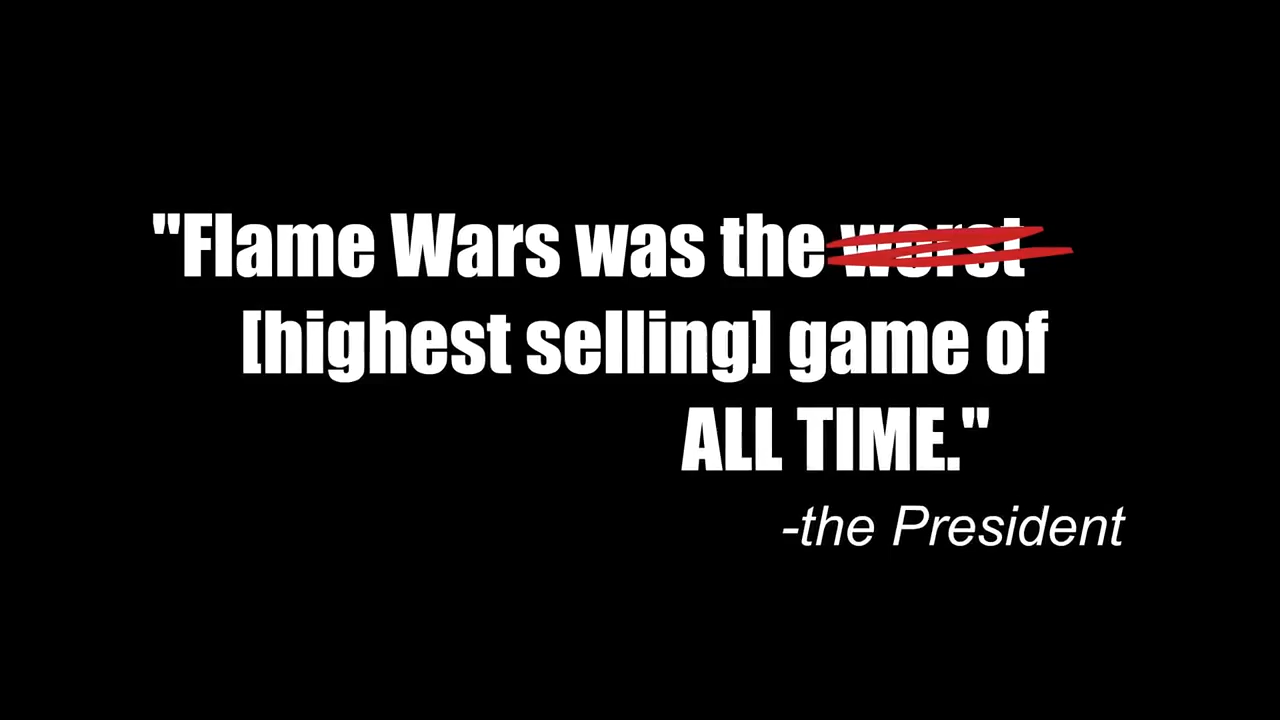 "Flame Wars was the worst
[highest selling] game of
ALL TIME."
-the President